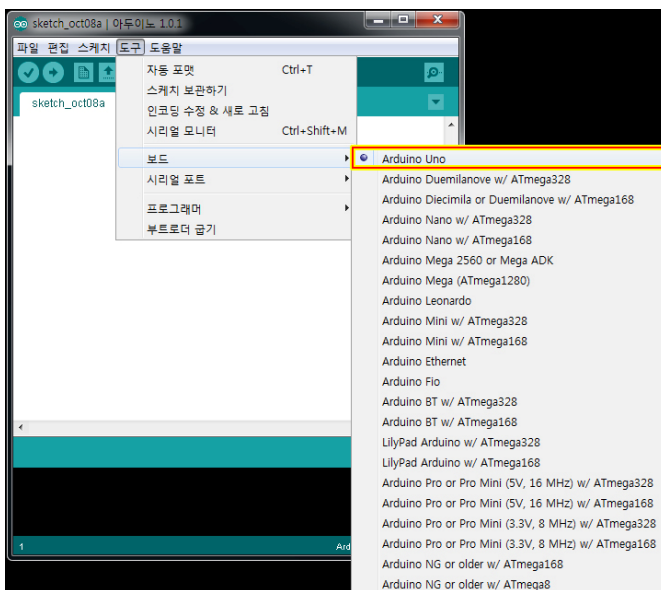 sketch_oct08a | 아두이노 1.0.1
파일 편집 스케치 도구 도움말
sketch_oct08a
자동 포맷 Ctrl+T
스케치 보관하기
인코딩 수정 & 새로 고침
시리얼 모니터 Ctrl+Shift+M
보드
시리얼 포트
프로그래머
부트로더 굽기
Arduino Uno
Arduino Duemilanove w/ ATmega328
Arduino Diecimila or Duemilanove w/ ATmega168
Arduino Nano w/ ATmega328
Arduino Nano w/ ATmega168
Arduino Mega 2560 or Mega ADK
Arduino Mega (ATmega1280)
Arduino Leonardo
Arduino Mini w/ ATmega328
Arduino Mini w/ ATmega168
Arduino Ethernet
Arduino Fio
Arduino BT w/ ATmega328
Arduino BT w/ ATmega168
LilyPad Arduino w/ ATmega328
LilyPad Arduino w/ ATmega168
Arduino Pro or Pro Mini (5V, 16 MHz) w/ ATmega328
Arduino Pro or Pro Mini (5V, 16 MHz) w/ ATmega168
Arduino Pro or Pro Mini (3.3V, 8 MHz) w/ ATmega328
Arduino Pro or Pro Mini (3.3V, 8 MHz) w/ ATmega168
Arduino NG or older w/ ATmega168
Arduino NG or older w/ ATmega8
1 Ard